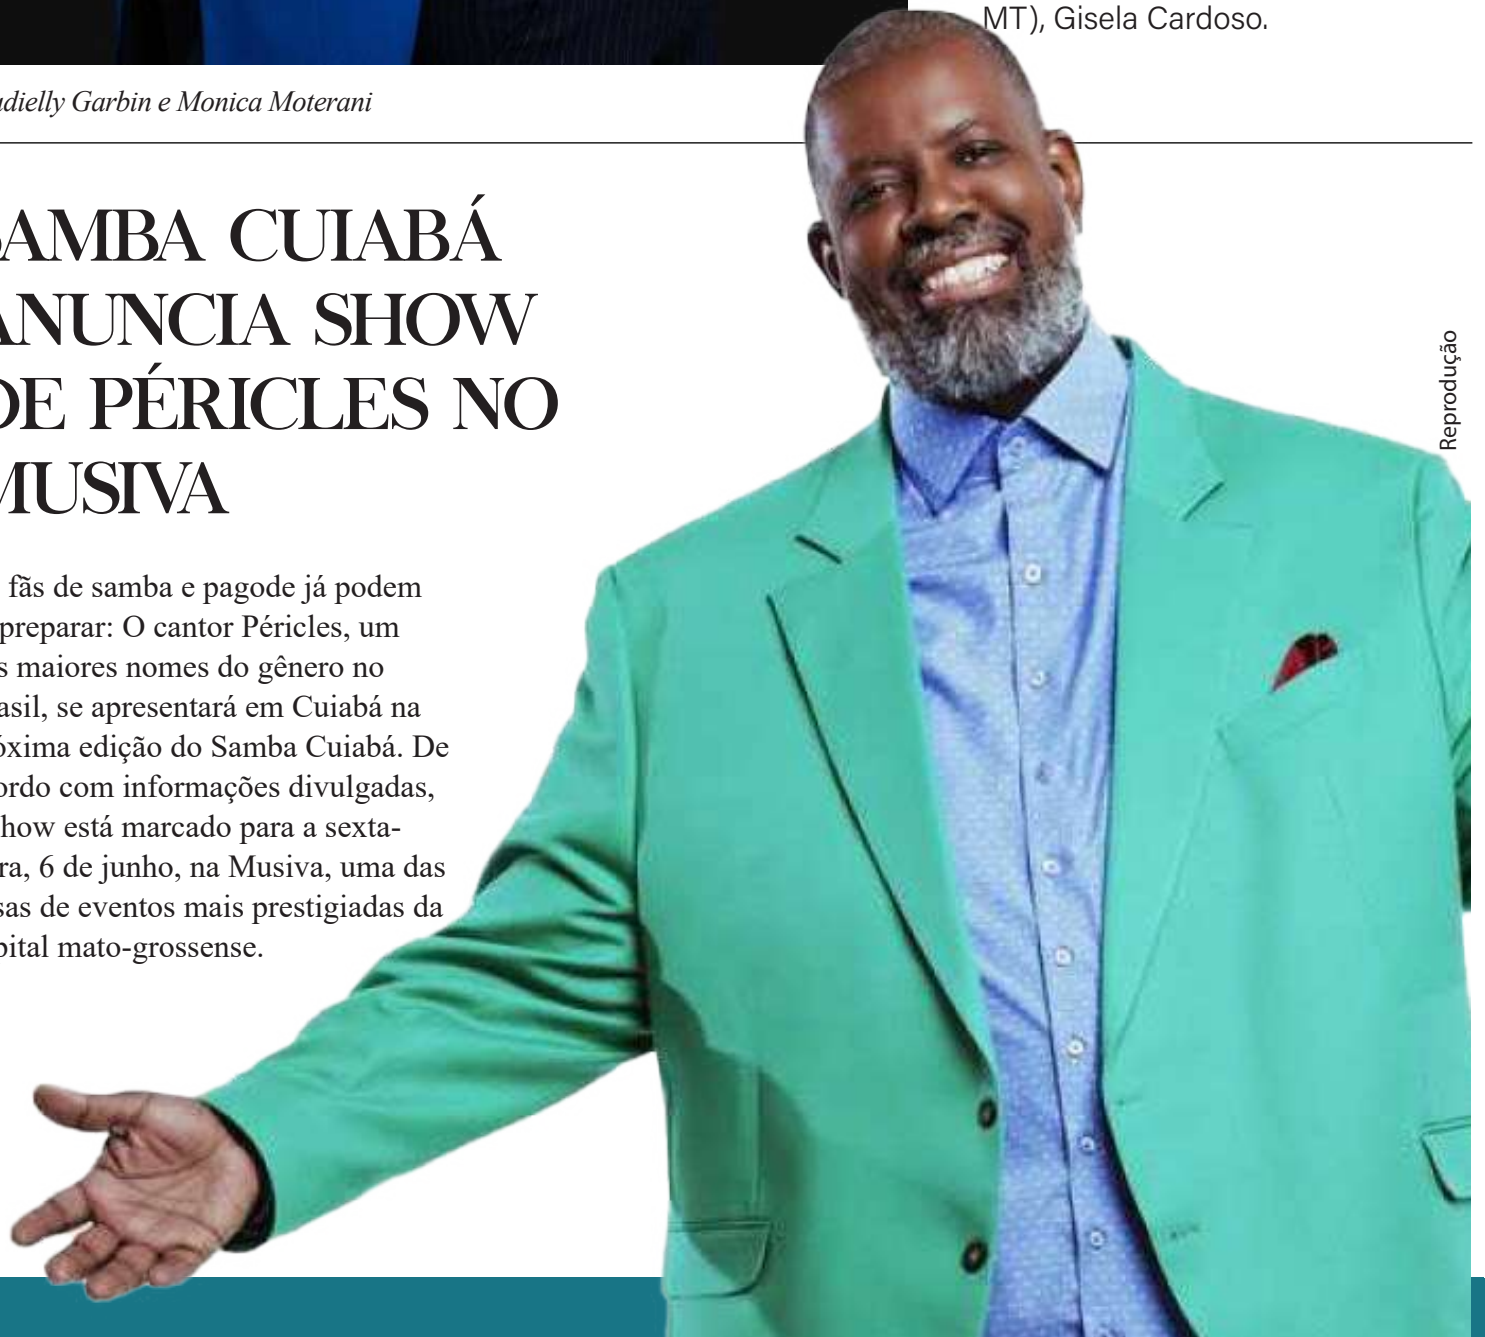 MT), Gisela Cardoso.
dielly Garbin e Monica Moterani
SAMBA CUIABÁ
ANUNCIA SHOW
DE PÉRICLES NO
MUSIVA
fãs de samba e pagode já podem
preparar: O cantor Péricles, um
s maiores nomes do gênero no
asil, se apresentará em Cuiabá na
óxima edição do Samba Cuiabá. De
ordo com informações divulgadas,
how está marcado para a sexta-
ra, 6 de junho, na Musiva, uma das
sas de eventos mais prestigiadas da
pital mato-grossense.
Reprodução